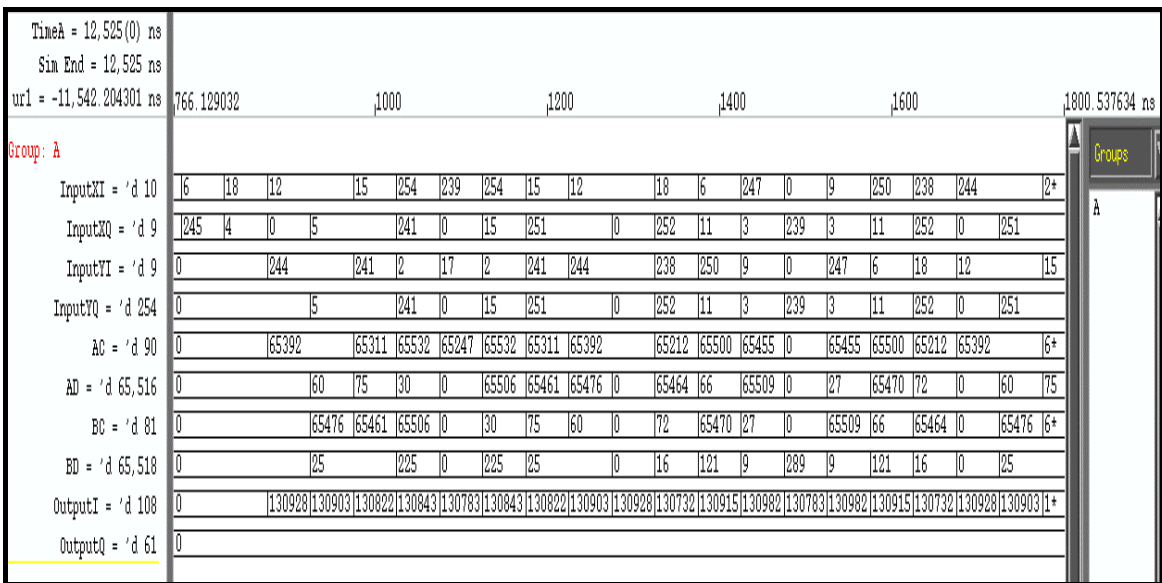 TimeA = 12,525(0) ns
Sim End = 12,525 ns
url = -11,542.204301 ns 766.129032 1000 1200 1400 1600 1800.537634 ns
Group: A Groups
InputXI = 'd 10 6 18 12 15 254 239 254 15 12 18 6 247 0 9 250 238 244 2*
A
InputXQ = 'd 9 245 4 0 5 241 0 15 251 0 252 11 3 239 3 11 252 0 251
InputYI = 'd 9 0 244 241 2 17 2 241 244 238 250 9 0 247 6 18 12 15
InputYQ = 'd 254 0 5 241 0 15 251 0 252 11 3 239 3 11 252 0 251
AC = 'd 90 0 65392 65311 65532 65247 65532 65311 65392 65212 65500 65455 0 65455 65500 65212 65392 6*
AD = 'd 65,516 0 60 75 30 0 65506 65461 65476 0 65464 66 65509 0 27 65470 72 0 60 75
BC = 'd 81 0 65476 65461 65506 0 30 75 60 0 72 65470 27 0 65509 66 65464 0 65476 6*
BD = 'd 65,518 0 25 225 0 225 25 0 16 121 9 289 9 121 16 0 25
OutputI = 'd 108 0 130928 130903 130822 130843 130783 130843 130822 130903 130928 130732 130915 130982 130783 130982 130915 130732 130928 130903 1*
OutputQ = 'd 61 0